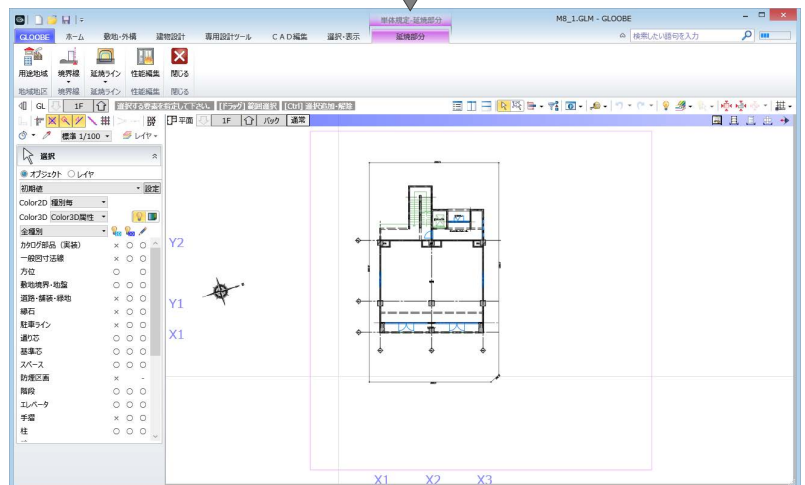 単体規定-延焼部分
M8_1.GLM - GLOOBE
GLOOBE ホーム 敷地・外構 建物設計 専用設計ツール CAD編集 選択・表示 延焼部分
検索したい語句を入力
用途地域 境界線 延焼ライン 性能編集 閉じる
地域地区 境界線 延焼ライン 性能編集 閉じる
GL 1F 選択する要素を指定して下さい。 [ドラッグ] 範囲選択 [Ctrl] 選択追加・解除
平面 1F バック 通常
標準 1/100 レイヤ
選択
オブジェクト レイヤ
初期値 設定
Color2D 種別毎
Color3D Color3D属性
全種別
カタログ部品（実装） × ○ ○
一般図寸法線 × ○ ○
方位 ○ ○
敷地境界・地盤 ○ ○ ○
道路・舗装・緑地 × ○ ○
縁石 × ○ ○
駐車ライン × ○ ○
通り芯 ○ ○ ○
基準芯 ○ ○ ○
スペース ○ ○ ○
防煙区画 × -
階段 ○ ○ ○
エレベータ ○ ○ ○
手摺 × ○ ○
柱 ○ ○ ○
Y2
Y1
X1
X1 X2 X3